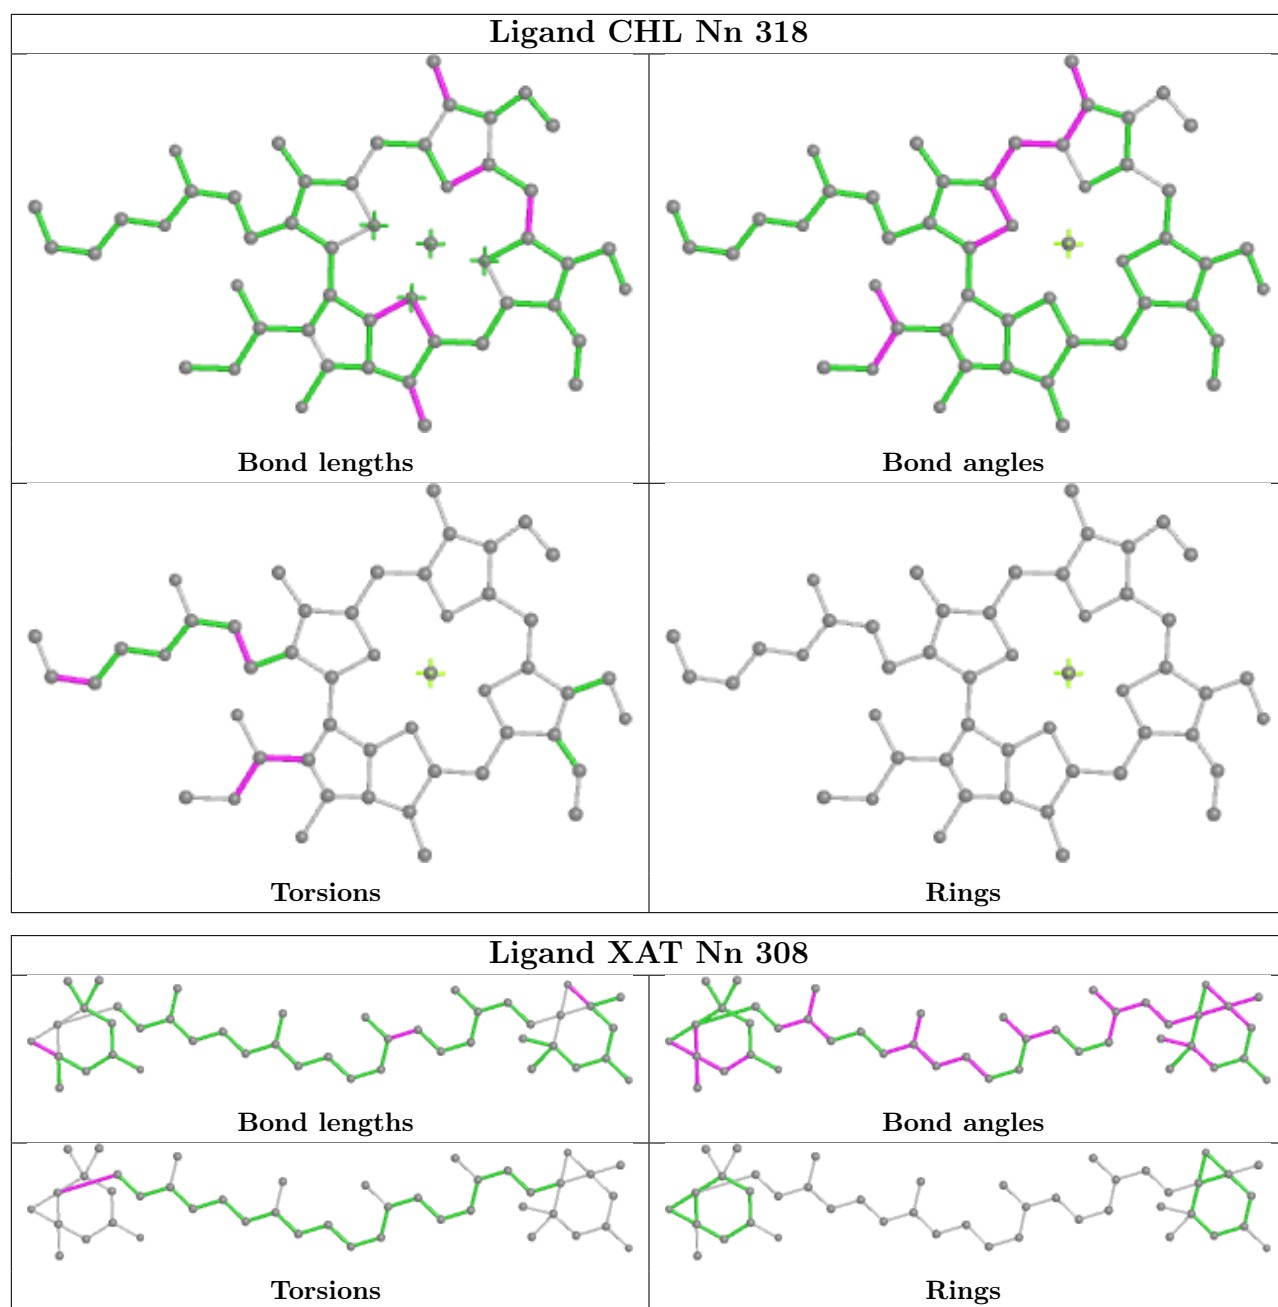 Ligand CHL Nn 318
Bond lengths
Bond angles
Torsions
Rings
Ligand XAT Nn 308
Bond lengths
Bond angles
Torsions
Rings